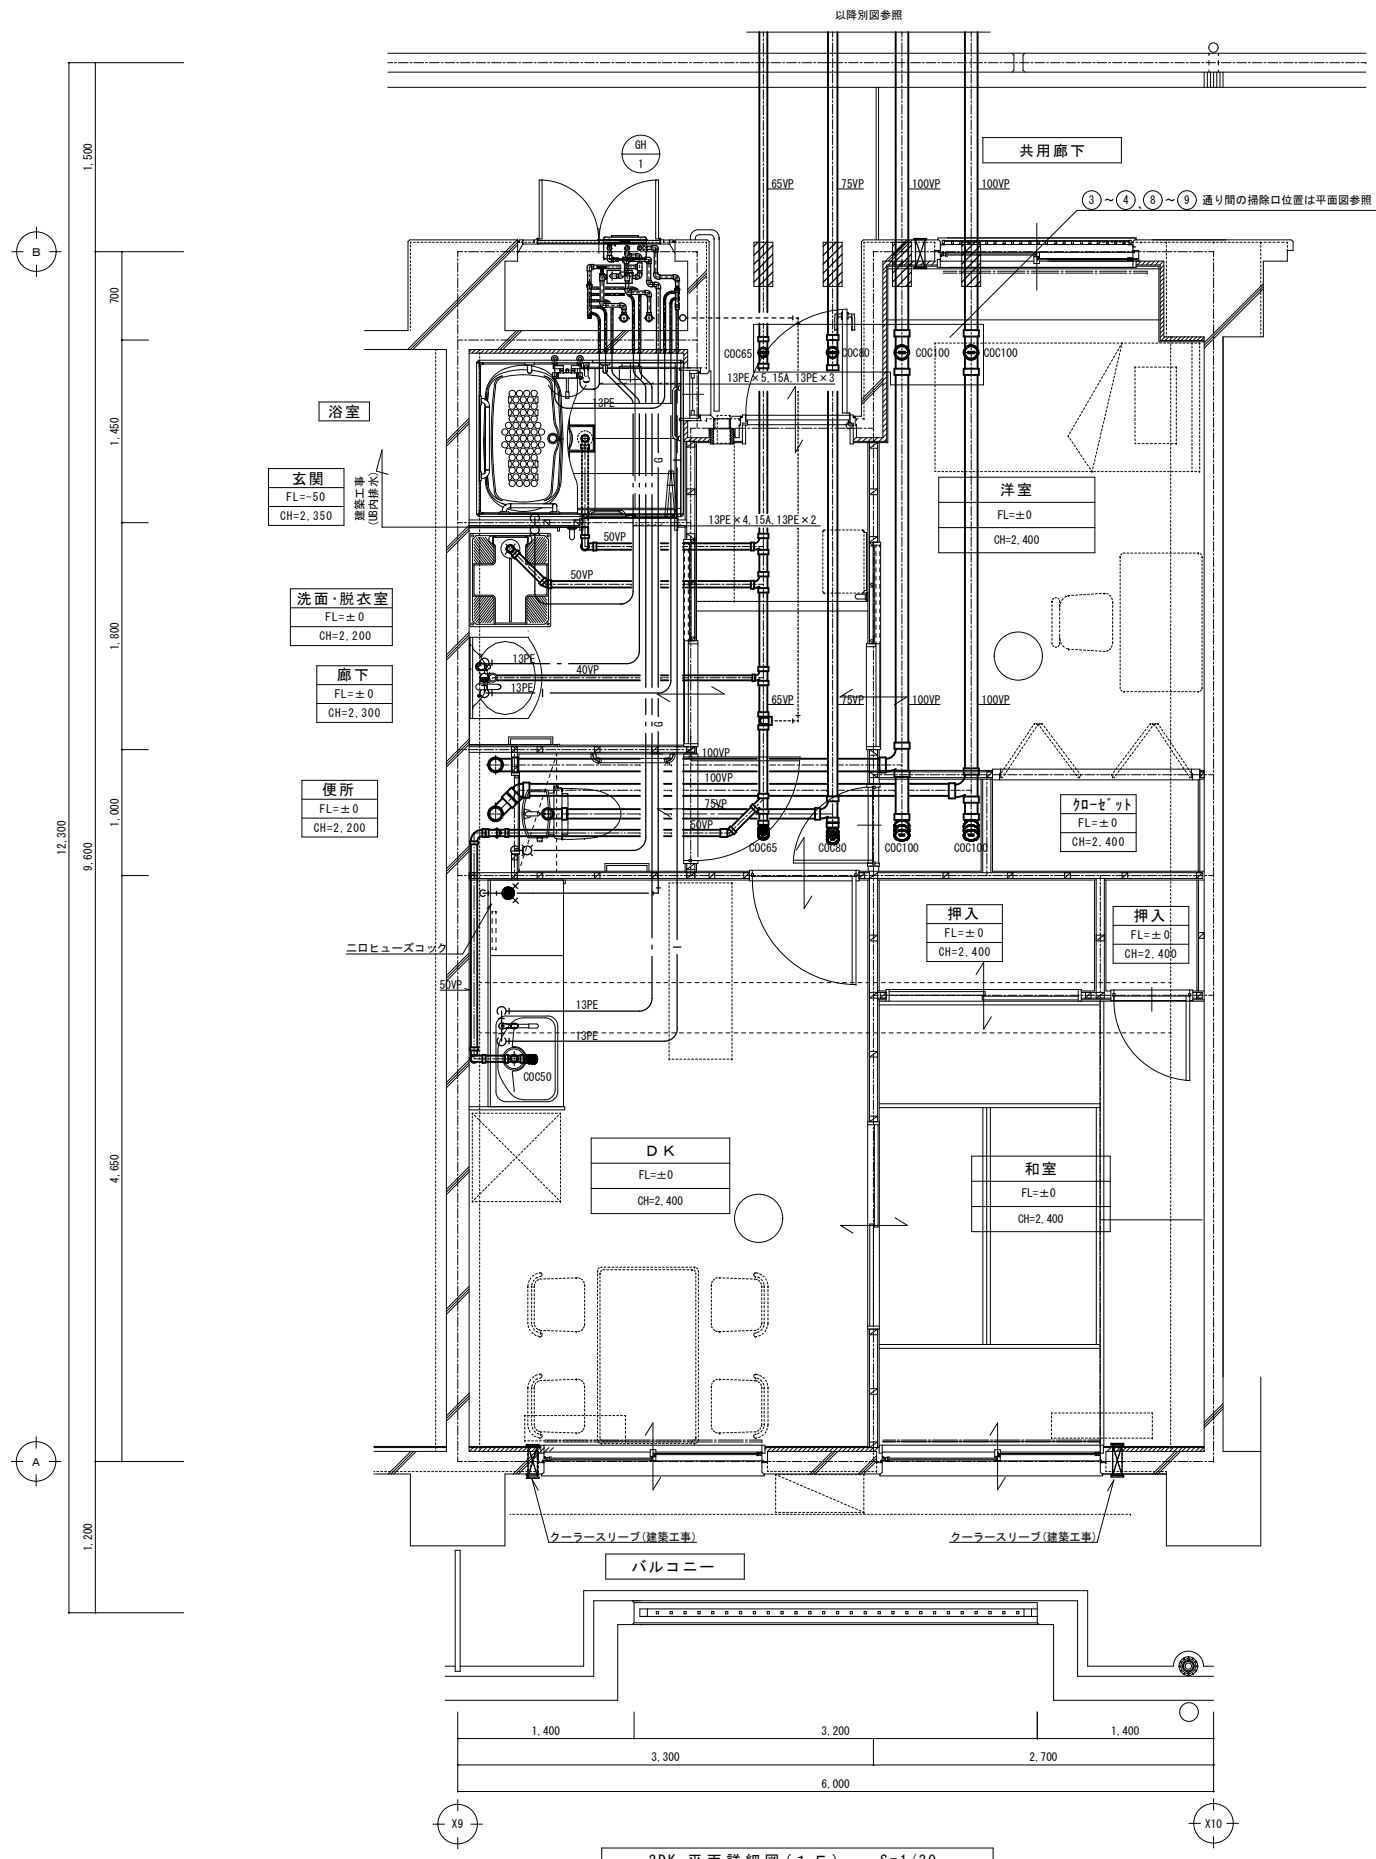 以降別図参照
1,500
GH
1
共用廊下
65VP
75VP
100VP
100VP
③～④、⑧～⑨ 通り間の掃除口位置は平面図参照
B
700
COC65
COC80
COC100
COC100
13PE×5,15A,13PE×3
13PE
浴室
1,450
G
玄関
FL=-50
CH=2,350
建築工事
(UB内排水)
洋室
FL=±0
CH=2,400
13PE×4,15A,13PE×2
50VP
50VP
洗面・脱衣室
FL=±0
CH=2,200
1,800
廊下
FL=±0
CH=2,300
13PE
40VP
13PE
65VP
75VP
100VP
100VP
G
100VP
100VP
75VP
50VP
便所
FL=±0
CH=2,200
1,000
クローゼット
FL=±0
CH=2,400
12,300
9,600
COC65
COC80
COC100
COC100
押入
FL=±0
CH=2,400
押入
FL=±0
CH=2,400
二口ヒューズコック
50VP
13PE
13PE
COC50
4,650
DK
FL=±0
CH=2,400
和室
FL=±0
CH=2,400
A
1,200
クーラースリーブ(建築工事)
クーラースリーブ(建築工事)
バルコニー
1,400
3,200
1,400
3,300
2,700
6,000
X9
X10